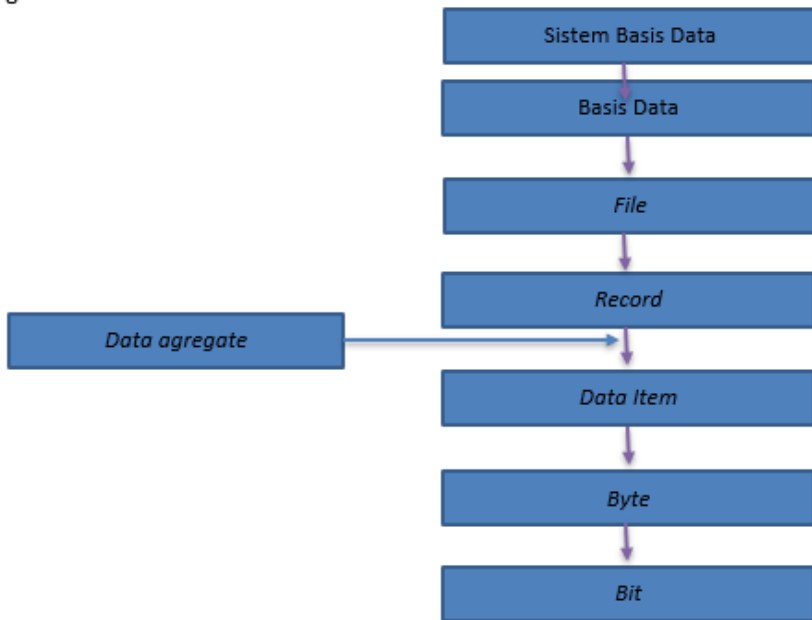 Sistem Basis Data
Basis Data
File
Record
Data agregate
Data Item
Byte
Bit